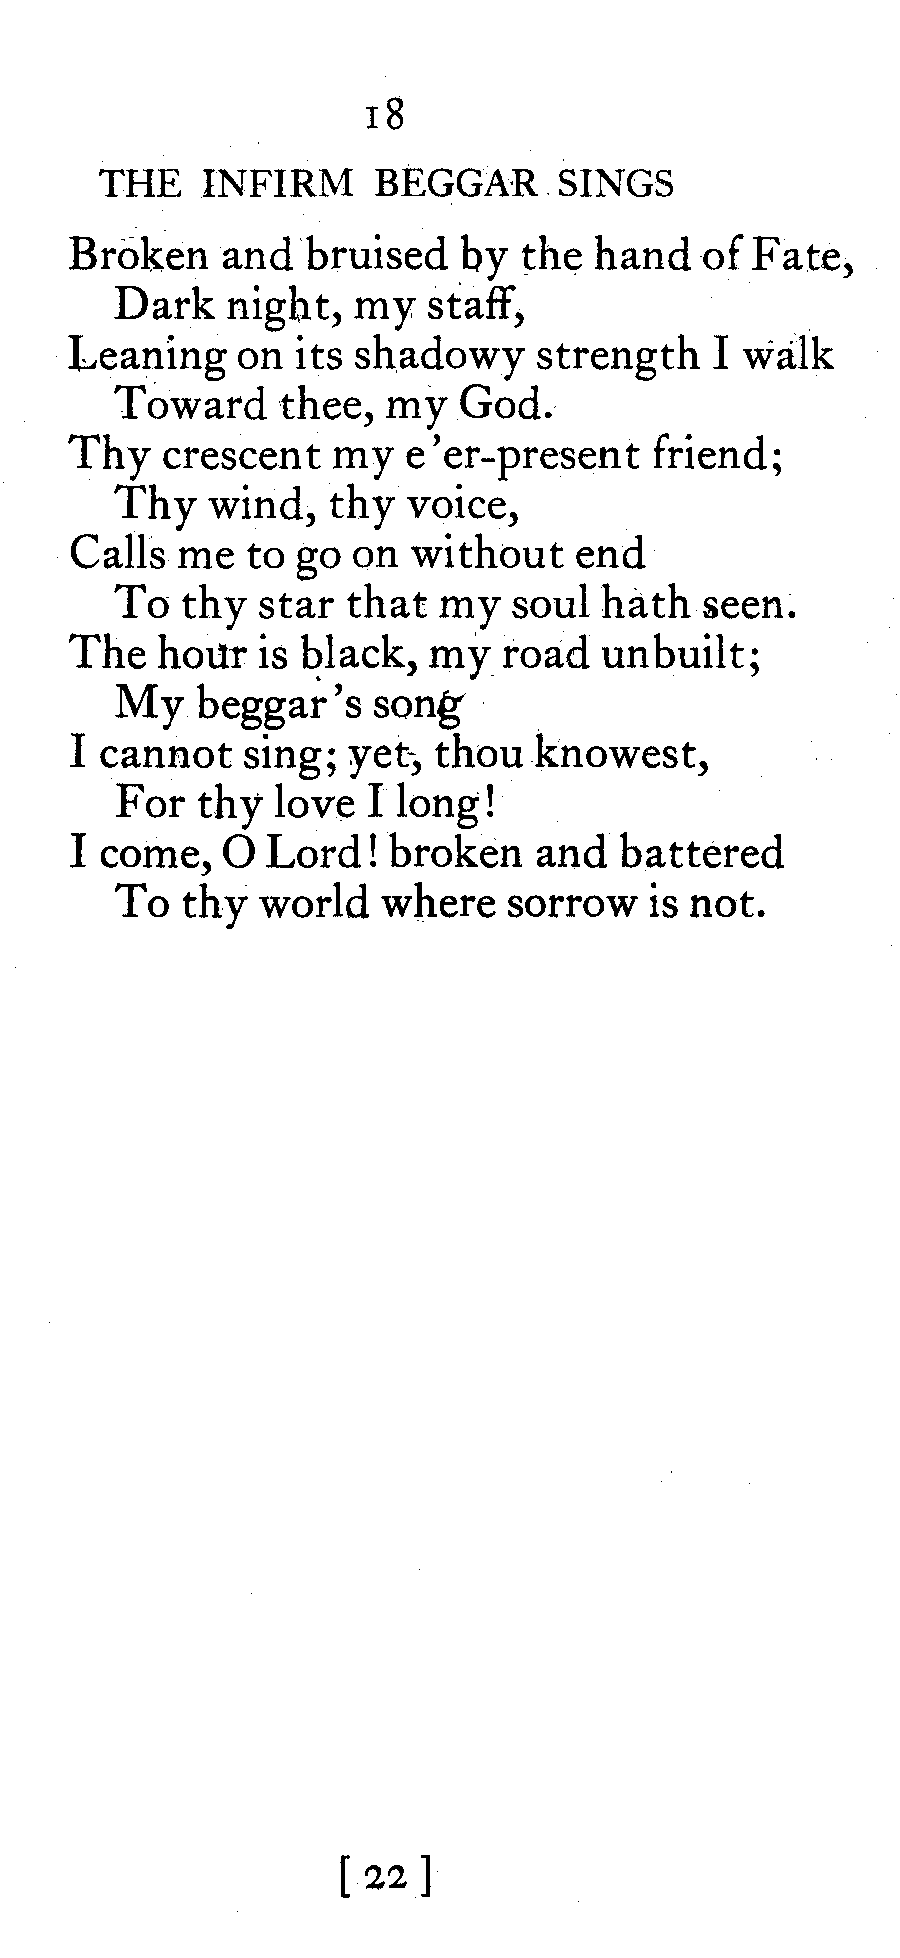 18
THE INFIRM BEGGAR SINGS
Broken and bruised by the hand of Fate,
Dark night, my staff,
Leaning on its shadowy strength I walk
Toward thee, my God.
Thy crescent my e'er-present friend;
Thy wind, thy voice,
Calls me to go on without end
To thy star that my soul hath seen.
The hour is black, my road unbuilt;
My beggar's song
I cannot sing; yet, thou knowest,
For thy love I long!
I come, O Lord! broken and battered
To thy world where sorrow is not.
[ 22 ]